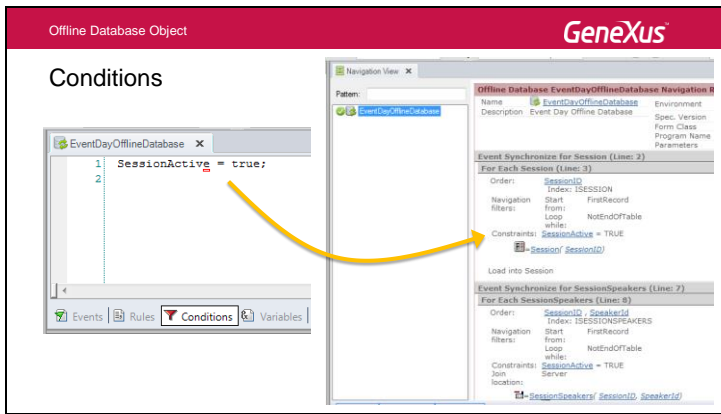 Offline Database Object
GeneXus™
Conditions
EventDayOfflineDatabase X
1 SessionActive = true;
2
Events Rules Conditions Variables
Navigation View X
Pattern:
EventDayOfflineDatabase
Offline Database EventDayOfflineDatabase Navigation R
Name EventDayOfflineDatabase Environment
Description Event Day Offline Database
Spec. Version
Form Class
Program Name
Parameters
Event Synchronize for Session (Line: 2)
For Each Session (Line: 3)
Order: SessionID
Index: ISESSION
Navigation Start FirstRecord
filters: from:
Loop NotEndOfTable
while:
Constraints: SessionActive = TRUE
=Session( SessionID)
Load into Session
Event Synchronize for SessionSpeakers (Line: 7)
For Each SessionSpeakers (Line: 8)
Order: SessionID , SpeakerId
Index: ISESSIONSPEAKERS
Navigation Start FirstRecord
filters: from:
Loop NotEndOfTable
while:
Constraints: SessionActive = TRUE
Join Server
location:
=SessionSpeakers( SessionID, SpeakerId)